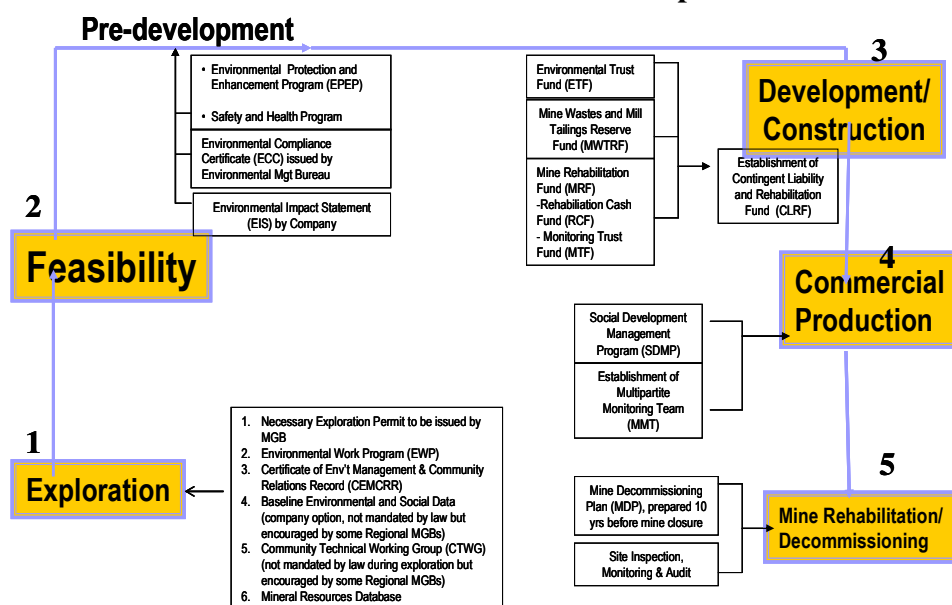 Pre-development
• Environmental Protection and
Enhancement Program (EPEP)
• Safety and Health Program
Environmental Compliance
Certificate (ECC) issued by
Environmental Mgt Bureau
Environmental Impact Statement
(EIS) by Company
2
Feasibility
1
Exploration
1. Necessary Exploration Permit to be issued by
MGB
2. Environmental Work Program (EWP)
3. Certificate of Env't Management & Community
Relations Record (CEMCRR)
4. Baseline Environmental and Social Data
(company option, not mandated by law but
encouraged by some Regional MGBs)
5. Community Technical Working Group (CTWG)
(not mandated by law during exploration but
encouraged by some Regional MGBs)
6. Mineral Resources Database
Environmental Trust
Fund (ETF)
Mine Wastes and Mill
Tailings Reserve
Fund (MWTRF)
Mine Rehabilitation
Fund (MRF)
-Rehabiliation Cash
Fund (RCF)
- Monitoring Trust
Fund (MTF)
3
Development/
Construction
Establishment of
Contingent Liability
and Rehabilitation
Fund (CLRF)
4
Commercial
Production
Social Development
Management
Program (SDMP)
Establishment of
Multipartite
Monitoring Team
(MMT)
5
Mine Rehabilitation/
Decommissioning
Mine Decommissioning
Plan (MDP), prepared 10
yrs before mine closure
Site Inspection,
Monitoring & Audit